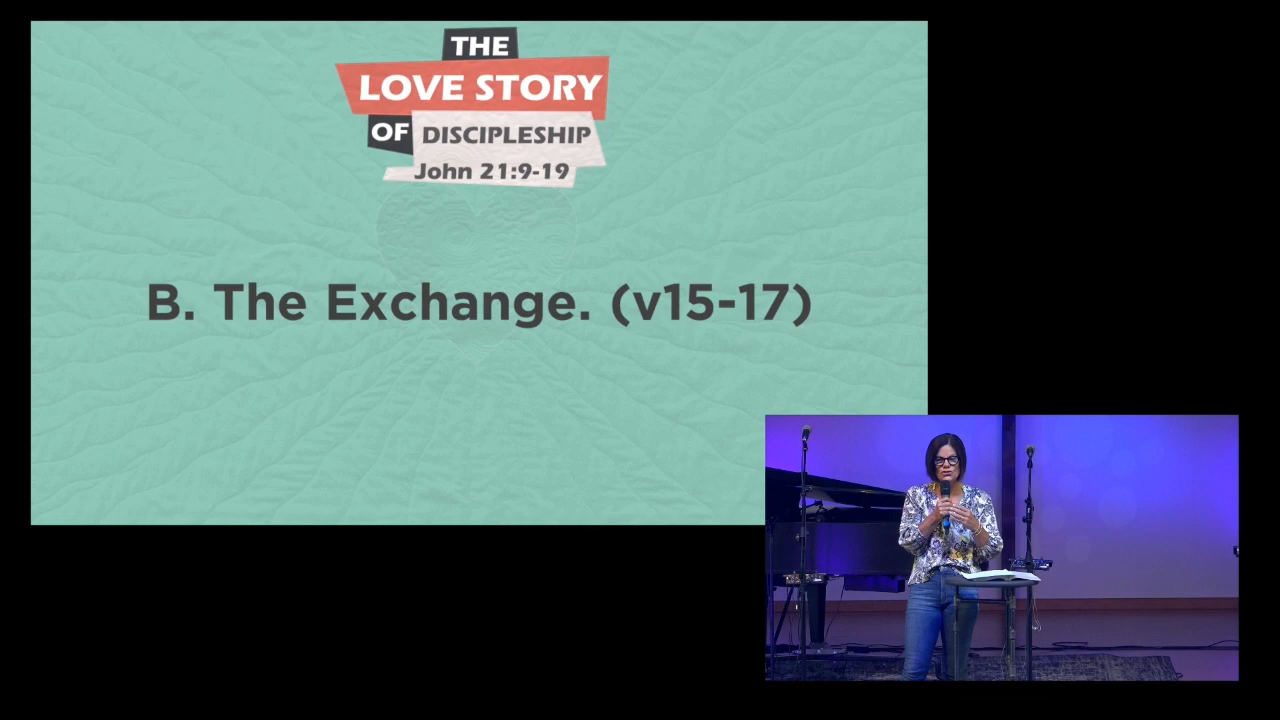 THE
LOVE STORY
OF DISCIPLESHIP
John 21:9-19
B. The Exchange. (v15-17)